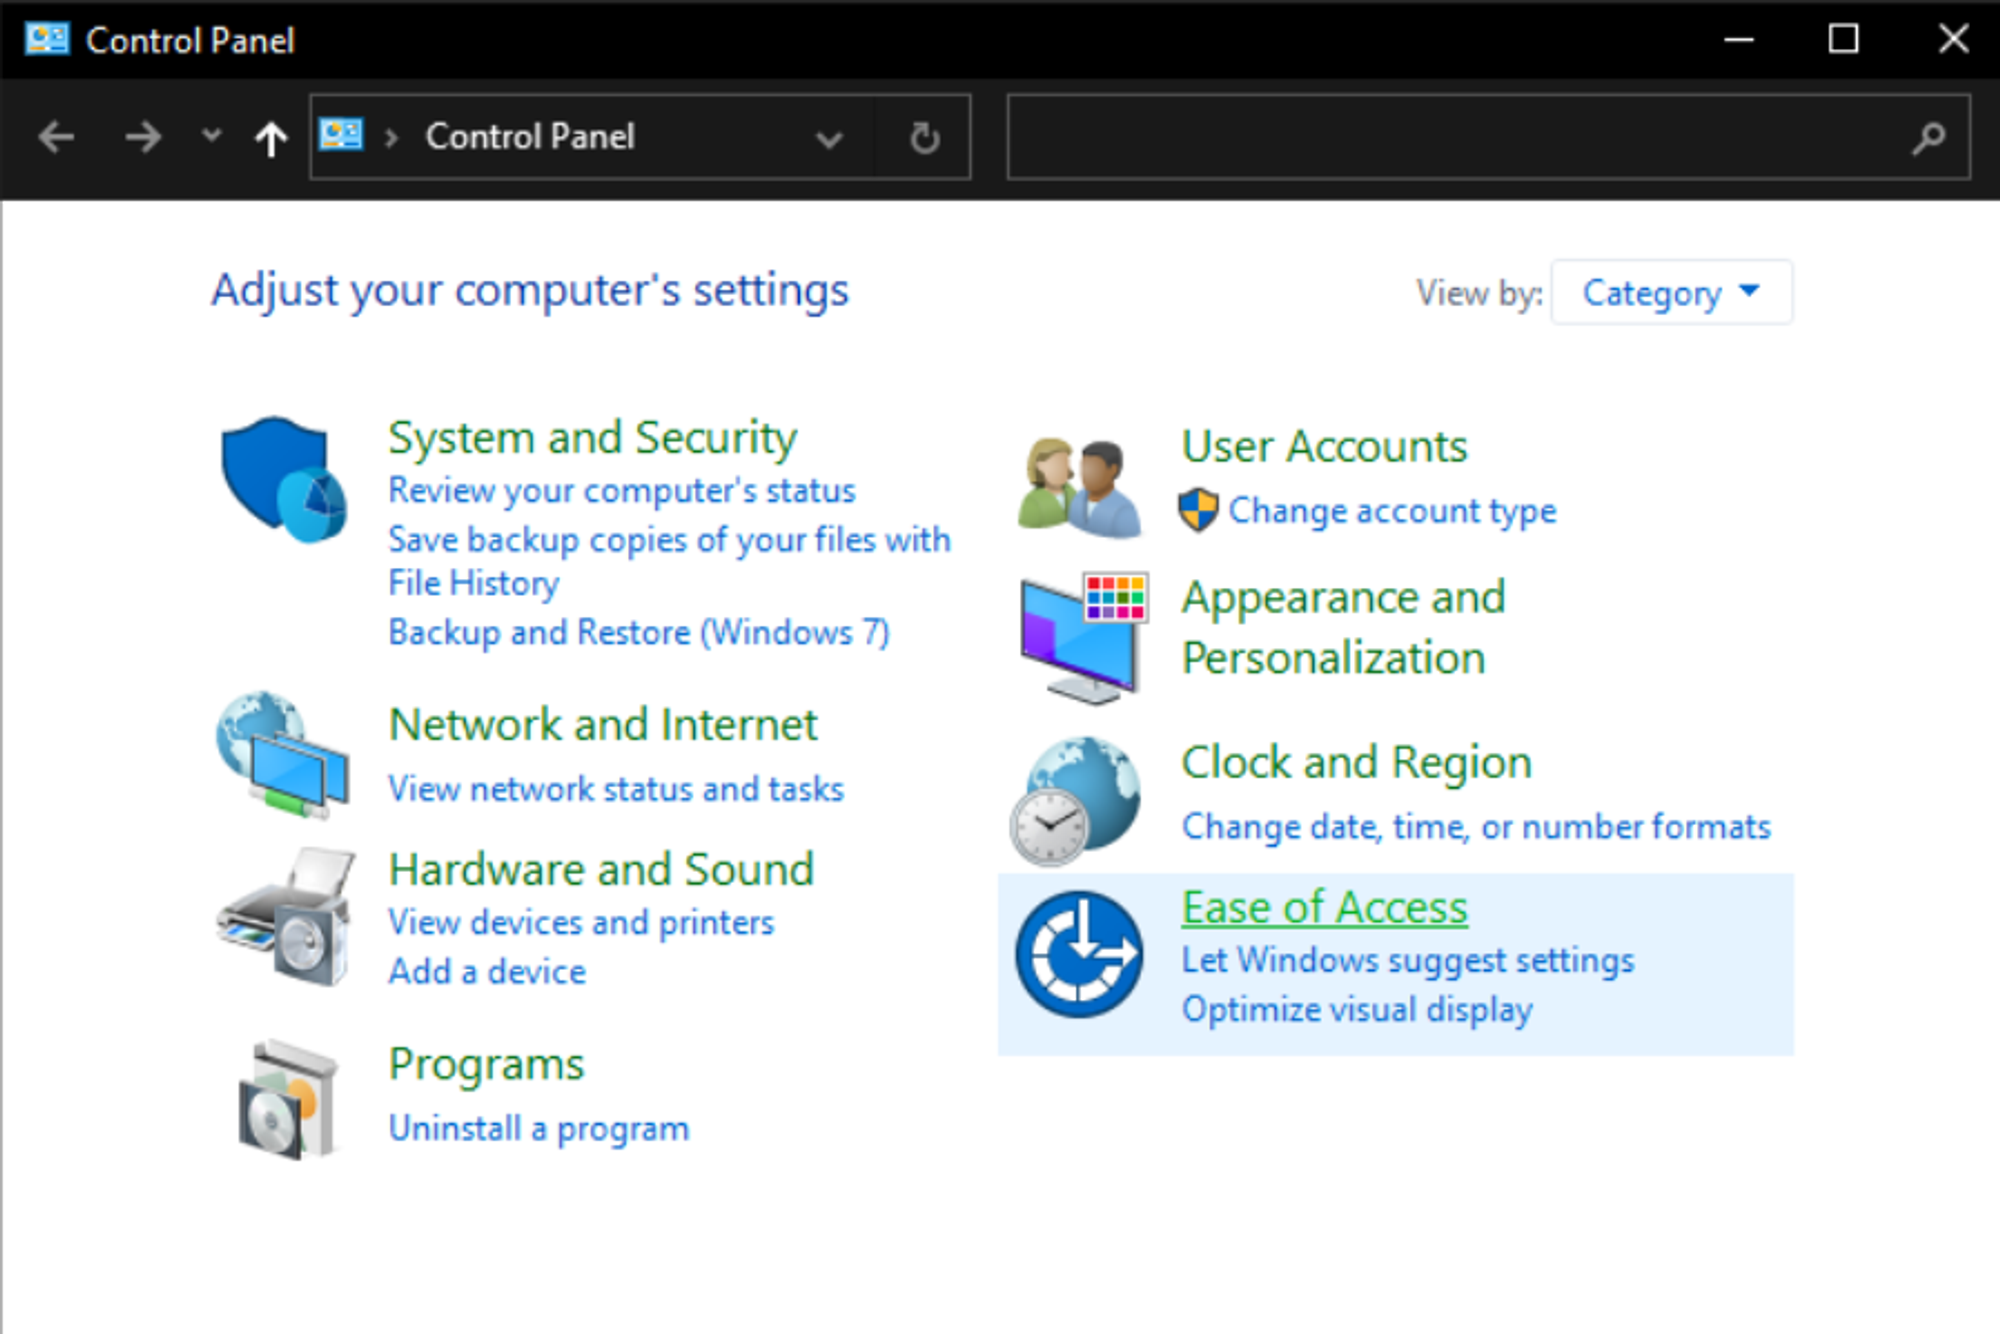 Control Panel
Control Panel
Adjust your computer's settings
View by: Category
System and Security
Review your computer's status
Save backup copies of your files with
File History
Backup and Restore (Windows 7)
Network and Internet
View network status and tasks
Hardware and Sound
View devices and printers
Add a device
Programs
Uninstall a program
User Accounts
Change account type
Appearance and
Personalization
Clock and Region
Change date, time, or number formats
Ease of Access
Let Windows suggest settings
Optimize visual display